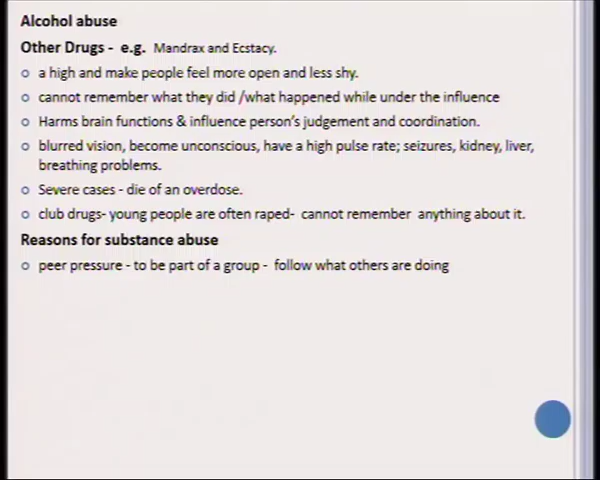 Alcohol abuse
Other Drugs - e.g. Mandrax and Ecstacy.
a high and make people feel more open and less shy.
cannot remember what they did /what happened while under the influence
Harms brain functions & influence person's judgement and coordination.
blurred vision, become unconscious, have a high pulse rate; seizures, kidney, liver,
breathing problems.
Severe cases - die of an overdose.
club drugs- young people are often raped- cannot remember anything about it.
Reasons for substance abuse
peer pressure - to be part of a group - follow what others are doing